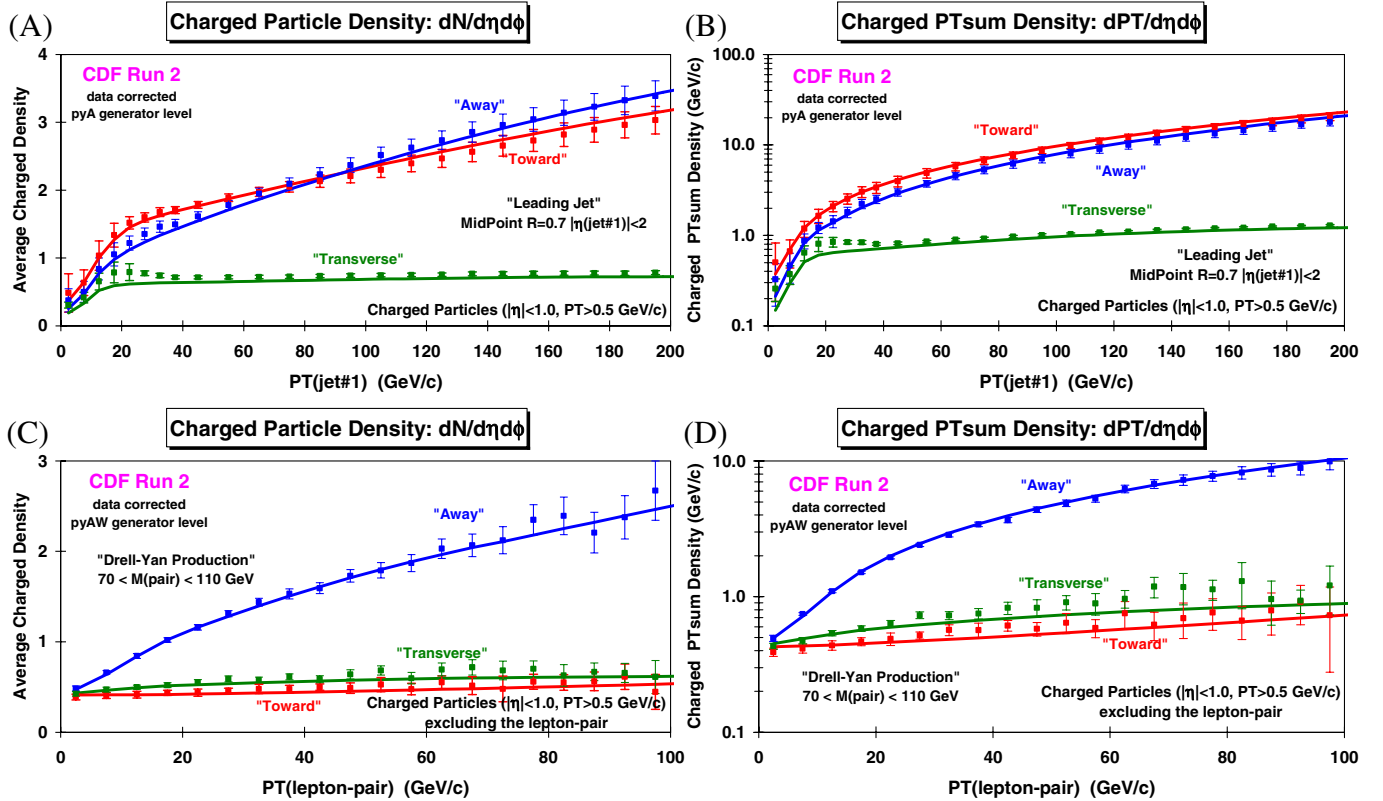 (A)
Charged Particle Density: dN/dηdϕ
Average Charged Density
4
3
2
1
0
CDF Run 2
data corrected
pyA generator level
"Away"
"Toward"
"Leading Jet"
MidPoint R=0.7 |η(jet#1)|<2
"Transverse"
Charged Particles (|η|<1.0, PT>0.5 GeV/c)
0 20 40 60 80 100 120 140 160 180 200
PT(jet#1) (GeV/c)
(B)
Charged PTsum Density: dPT/dηdϕ
Charged PTsum Density (GeV/c)
100.0
10.0
1.0
0.1
CDF Run 2
data corrected
pyA generator level
"Toward"
"Away"
"Transverse"
"Leading Jet"
MidPoint R=0.7 |η(jet#1)|<2
Charged Particles (|η|<1.0, PT>0.5 GeV/c)
0 20 40 60 80 100 120 140 160 180 200
PT(jet#1) (GeV/c)
(C)
Charged Particle Density: dN/dηdϕ
Average Charged Density
3
2
1
0
CDF Run 2
data corrected
pyAW generator level
"Drell-Yan Production"
70 < M(pair) < 110 GeV
"Away"
"Transverse"
"Toward"
Charged Particles (|η|<1.0, PT>0.5 GeV/c)
excluding the lepton-pair
0 20 40 60 80 100
PT(lepton-pair) (GeV/c)
(D)
Charged PTsum Density: dPT/dηdϕ
Charged PTsum Density (GeV/c)
10.0
1.0
0.1
CDF Run 2
data corrected
pyAW generator level
"Away"
"Transverse"
"Toward"
"Drell-Yan Production"
70 < M(pair) < 110 GeV
Charged Particles (|η|<1.0, PT>0.5 GeV/c)
excluding the lepton-pair
0 20 40 60 80 100
PT(lepton-pair) (GeV/c)